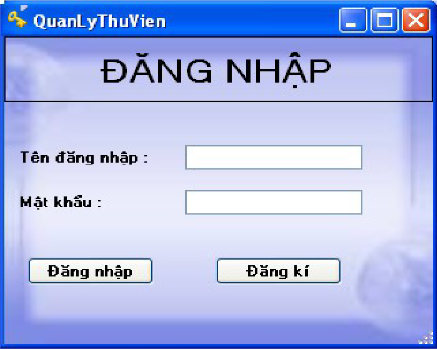 QuanLyThuVien
ĐĂNG NHẬP
Tên đăng nhập :
Mật khẩu :
Đăng nhập Đăng kí